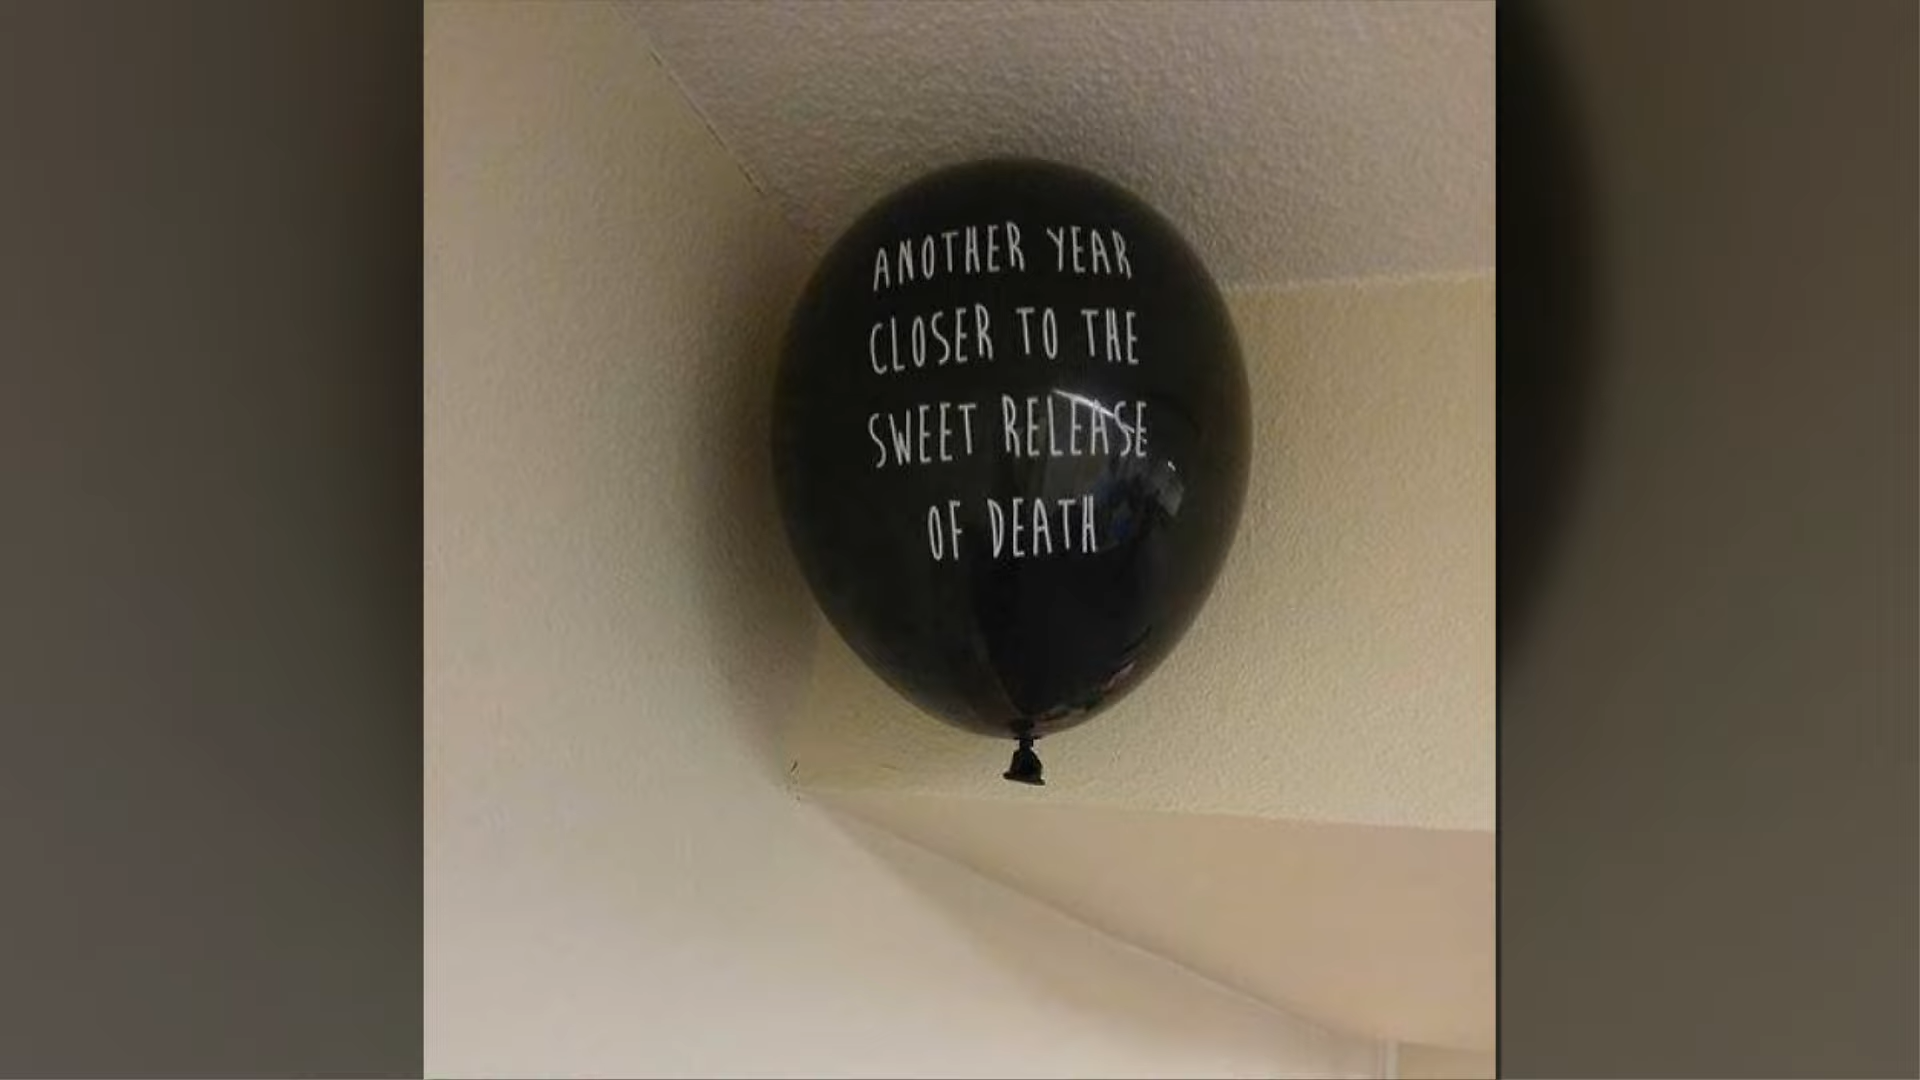 ANOTHER YEAR
CLOSER TO THE
SWEET RELEASE
OF DEATH